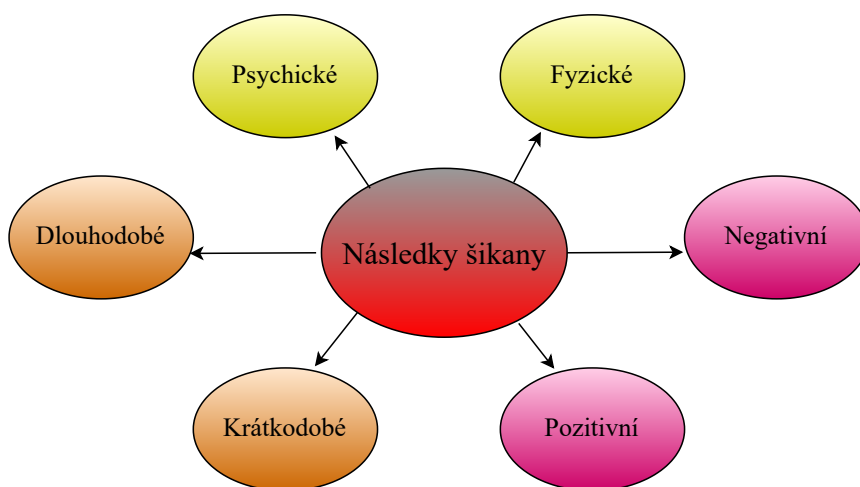 Psychické
Fyzické
Dlouhodobé
Negativní
Následky šikany
Krátkodobé
Pozitivní